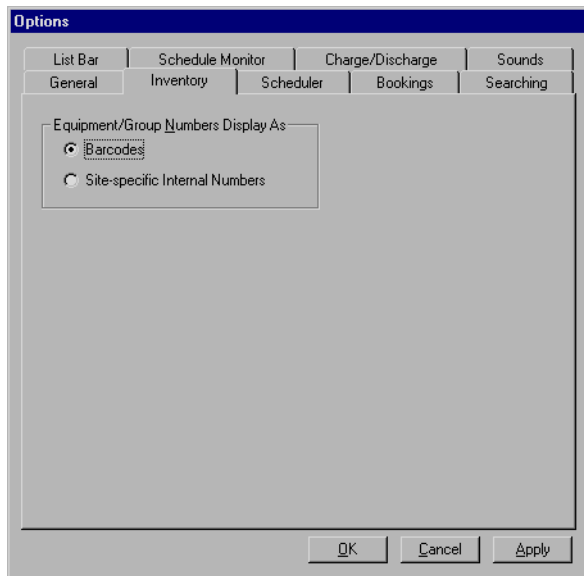 Options
List Bar
Schedule Monitor
Charge/Discharge
Sounds
General
Inventory
Scheduler
Bookings
Searching
Equipment/Group Numbers Display As
Barcodes
Site-specific Internal Numbers
OK
Cancel
Apply